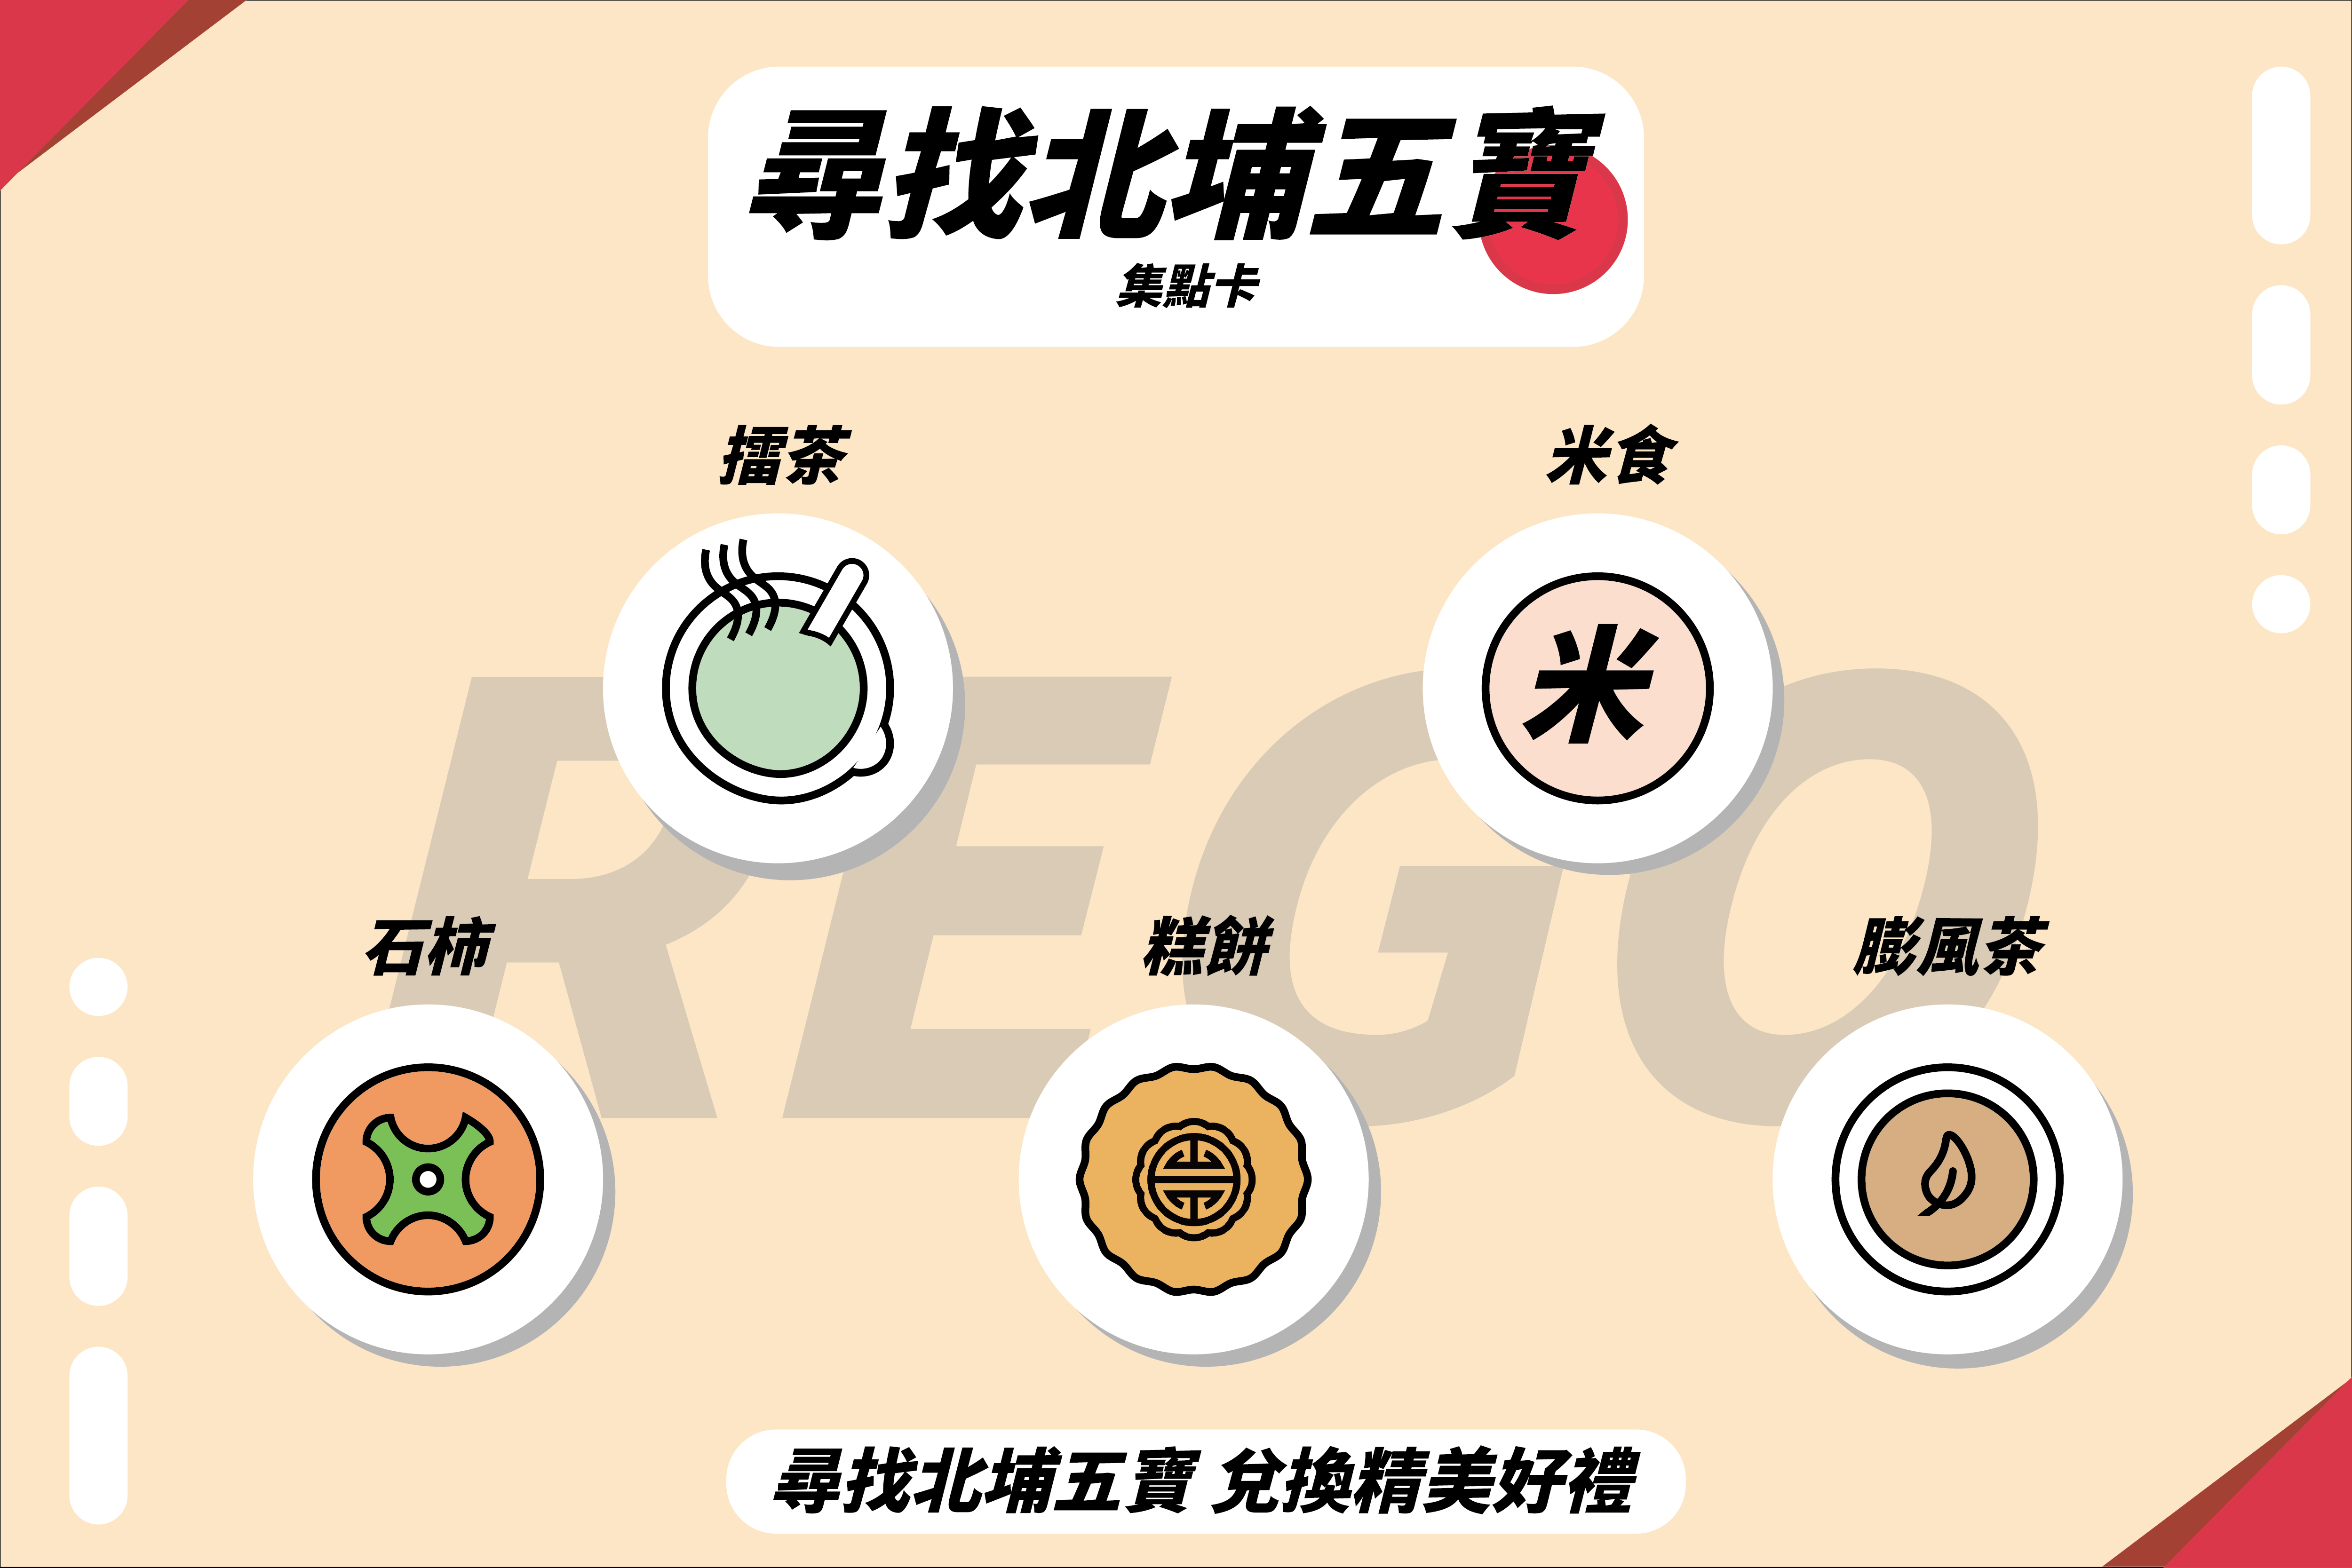 尋找北埔五寶
集點卡
擂茶
米食
米
REGO
石柿
糕餅
膨風茶
尋找北埔五寶 兌換精美好禮